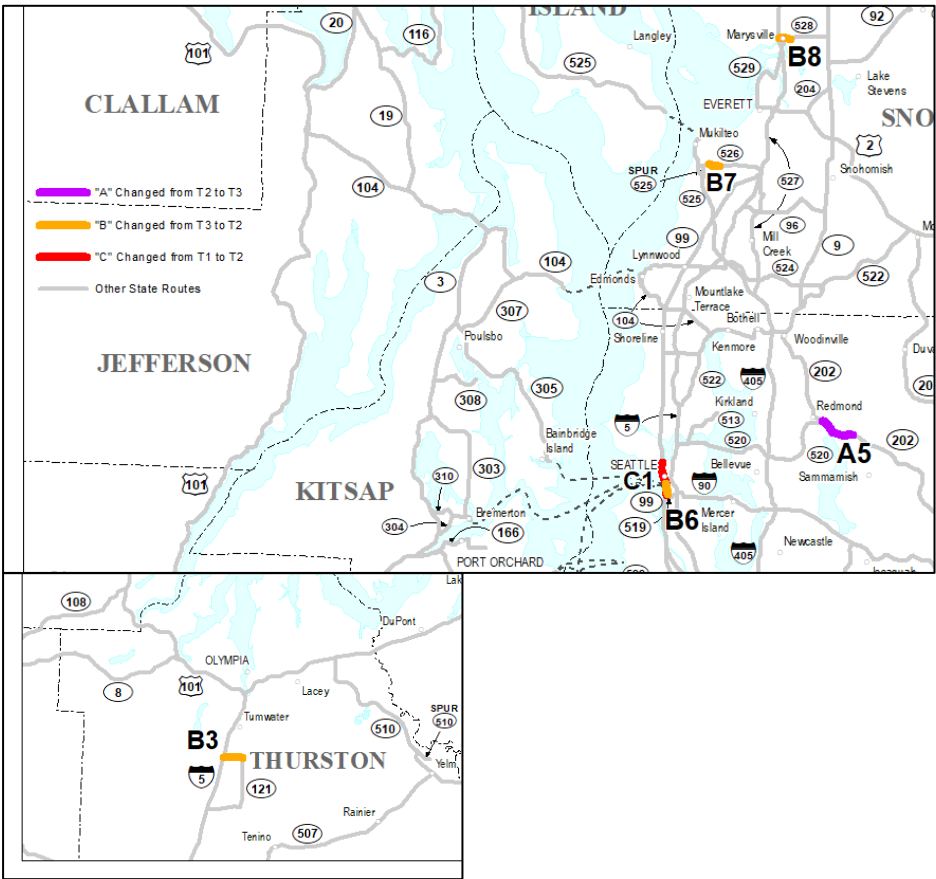 ISLAND
20
116
101
Langley
Marysville
528
92
B8
525
529
Lake
Stevens
204
CLALLAM
EVERETT
SNO
19
Mukilteo
2
526
Snohomish
"A" Changed from T2 to T3
104
SPUR
525
B7
527
525
"B" Changed from T3 to T2
96
99
Mill
Creek
9
"C" Changed from T1 to T2
Lynnwood
104
524
522
3
Edmonds
Other State Routes
Mountlake
Terrace
307
104
Bothell
Poulsbo
Shoreline
Kenmore
Woodinville
JEFFERSON
Duva
202
522
405
20
305
308
Kirkland
5
513
Redmond
Bainbridge
Island
520
A5
202
520
SEATTLE
Bellevue
303
C1
90
Sammamish
101
310
KITSAP
99
B6
Mercer
Island
Bremerton
304
166
519
405
Newcastle
PORT ORCHARD
108
DuPont
OLYMPIA
101
8
Lacey
SPUR
510
Tumwater
510
B3
THURSTON
Yelm
5
121
Rainier
Tenino
507